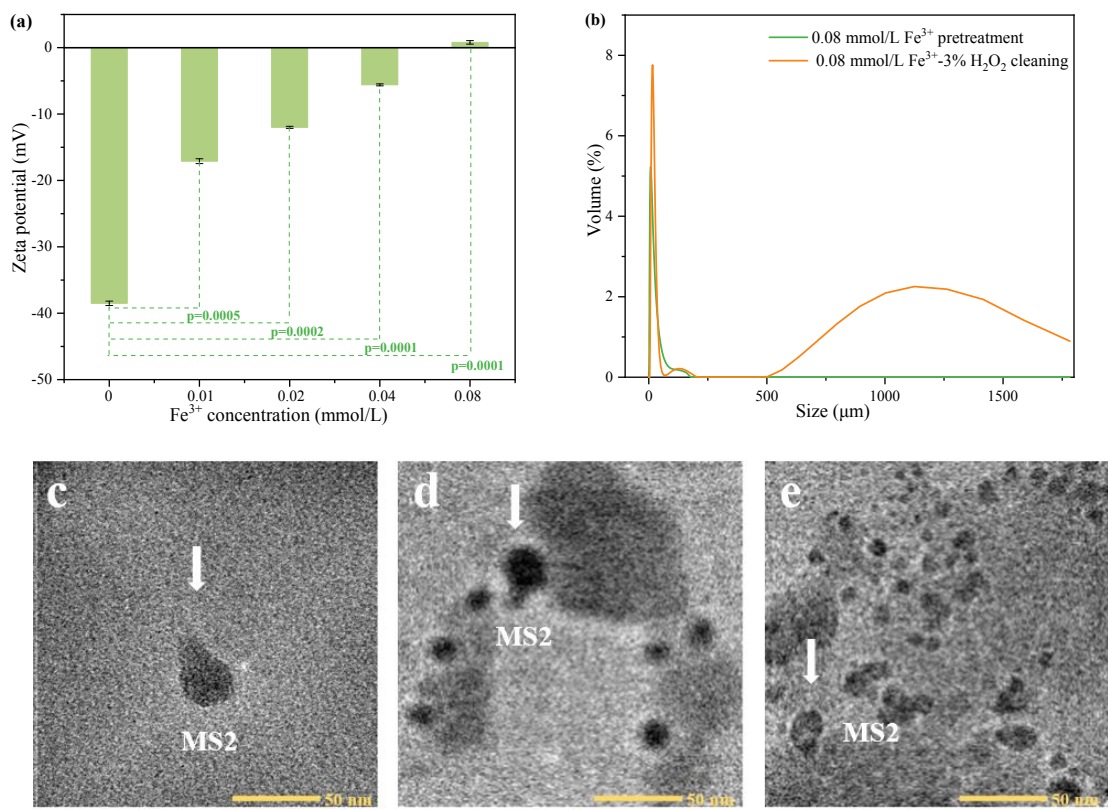 (a)
0
-10
-20
-30
-40
-50
Zeta potential (mV)
p=0.0005
p=0.0002
p=0.0001
p=0.0001
0 0.01 0.02 0.04 0.08
Fe³⁺ concentration (mmol/L)
(b)
0.08 mmol/L Fe³⁺ pretreatment
0.08 mmol/L Fe³⁺-3% H₂O₂ cleaning
8
6
4
2
0
Volume (%)
0 500 1000 1500
Size (μm)
c
MS2
50 nm
d
MS2
50 nm
e
MS2
50 nm